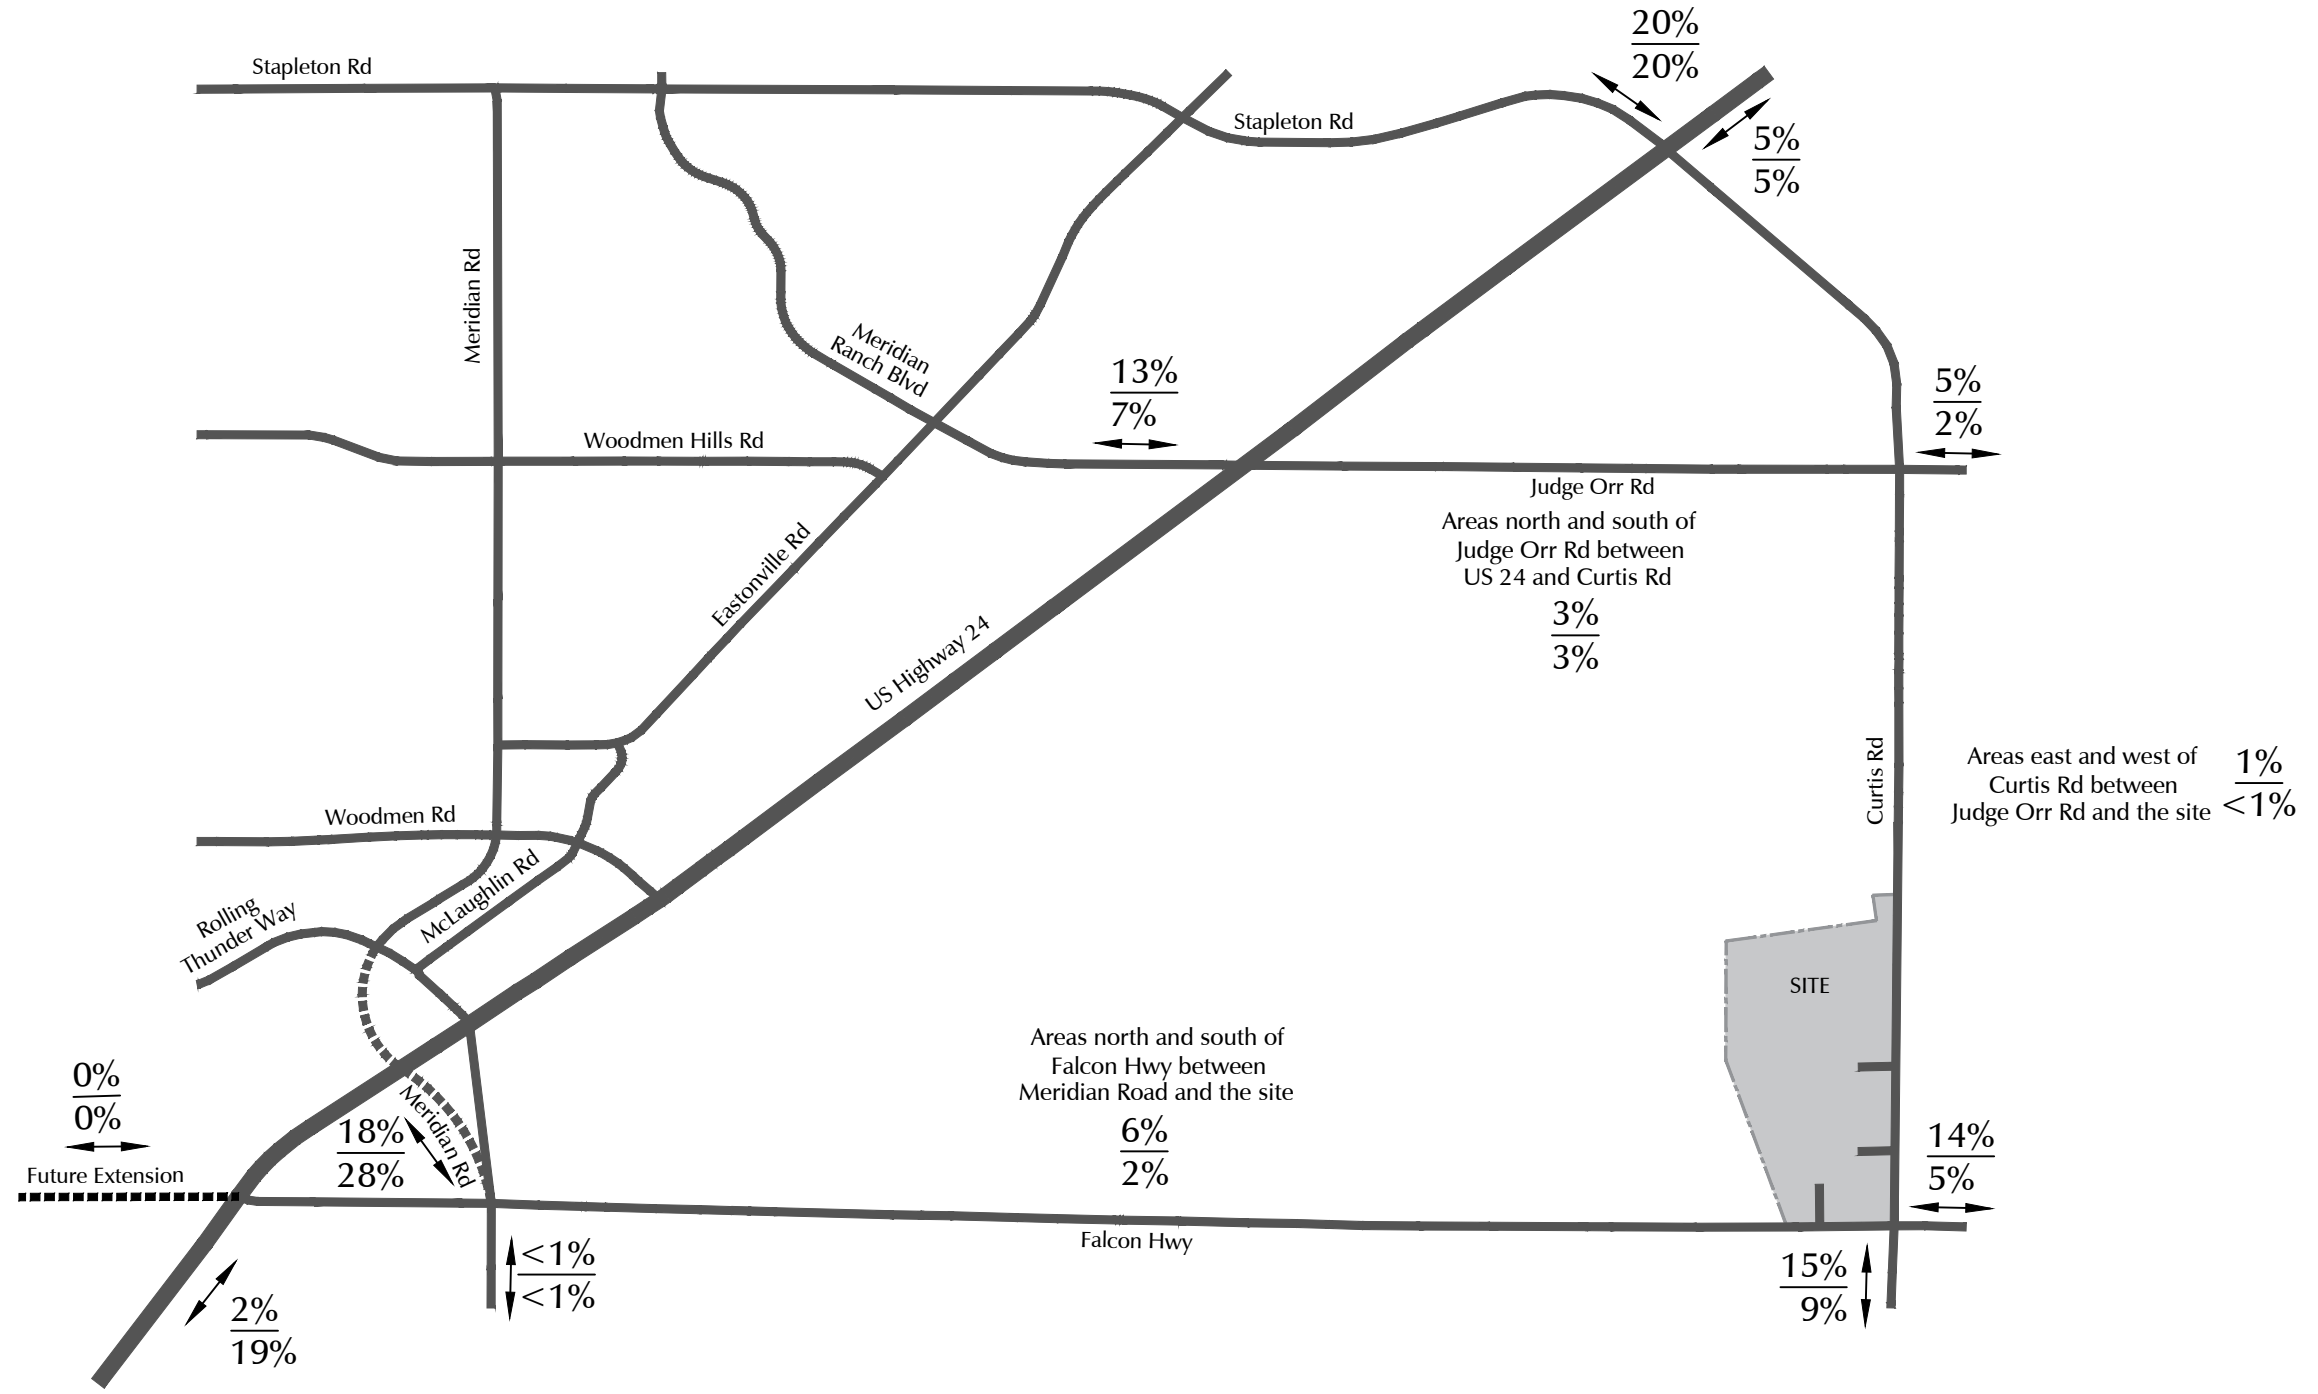 20%
20%
Stapleton Rd
Stapleton Rd
5%
5%
Meridian Rd
Meridian
Ranch Blvd
13%
7%
5%
2%
Woodmen Hills Rd
Judge Orr Rd
Areas north and south of
Judge Orr Rd between
US 24 and Curtis Rd
3%
3%
Eastonville Rd
US Highway 24
Curtis Rd
Areas east and west of
Curtis Rd between
Judge Orr Rd and the site
1%
<1%
Woodmen Rd
McLaughlin Rd
Rolling
Thunder Way
SITE
Areas north and south of
Falcon Hwy between
Meridian Road and the site
6%
2%
0%
0%
Future Extension
18%
28%
Meridian Rd
14%
5%
Falcon Hwy
<1%
<1%
15%
9%
2%
19%